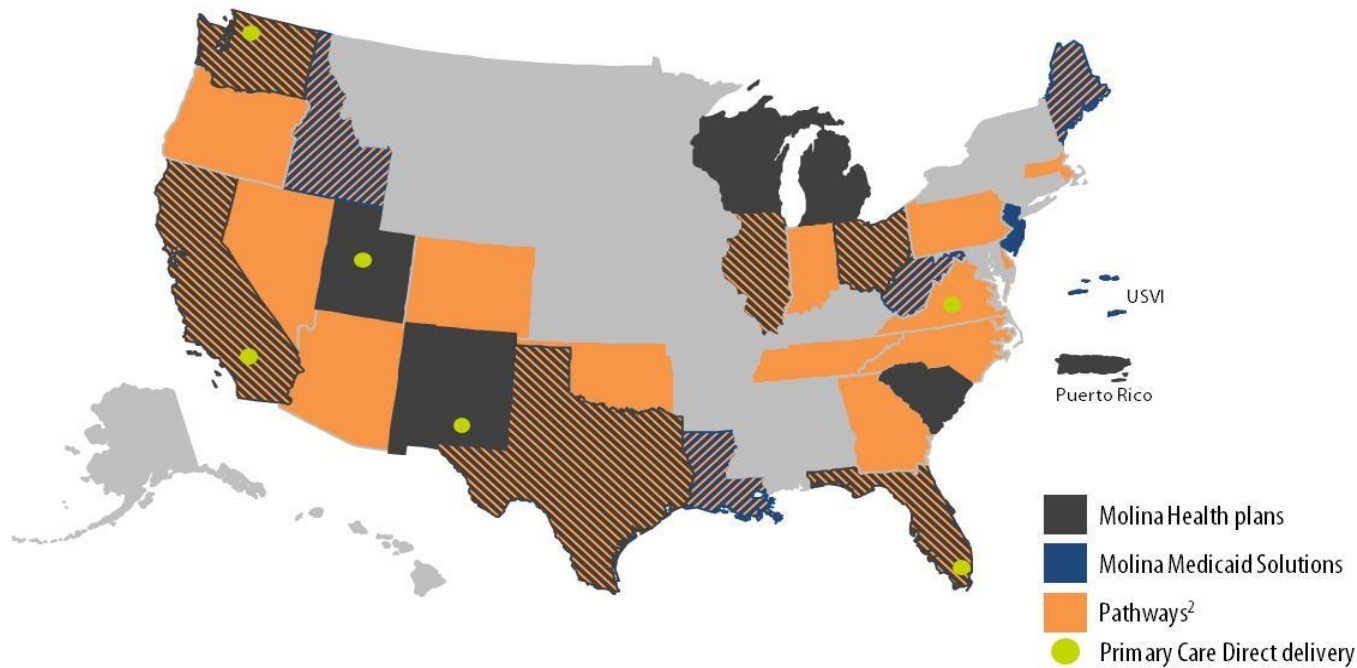 USVI
Puerto Rico
Molina Health plans
Molina Medicaid Solutions
Pathways²
Primary Care Direct delivery